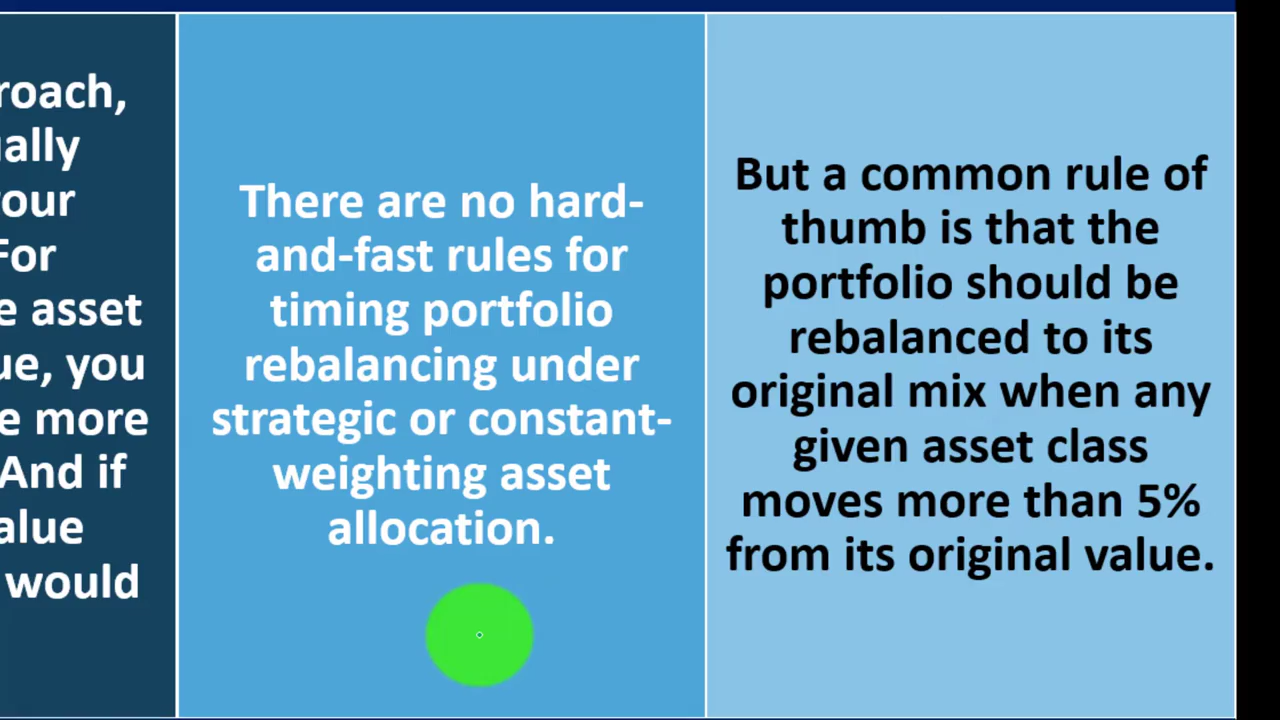 roach,
ally
our
For
e asset
ue, you
e more
And if
alue
would
There are no hard-
and-fast rules for
timing portfolio
rebalancing under
strategic or constant-
weighting asset
allocation.
But a common rule of
thumb is that the
portfolio should be
rebalanced to its
original mix when any
given asset class
moves more than 5%
from its original value.